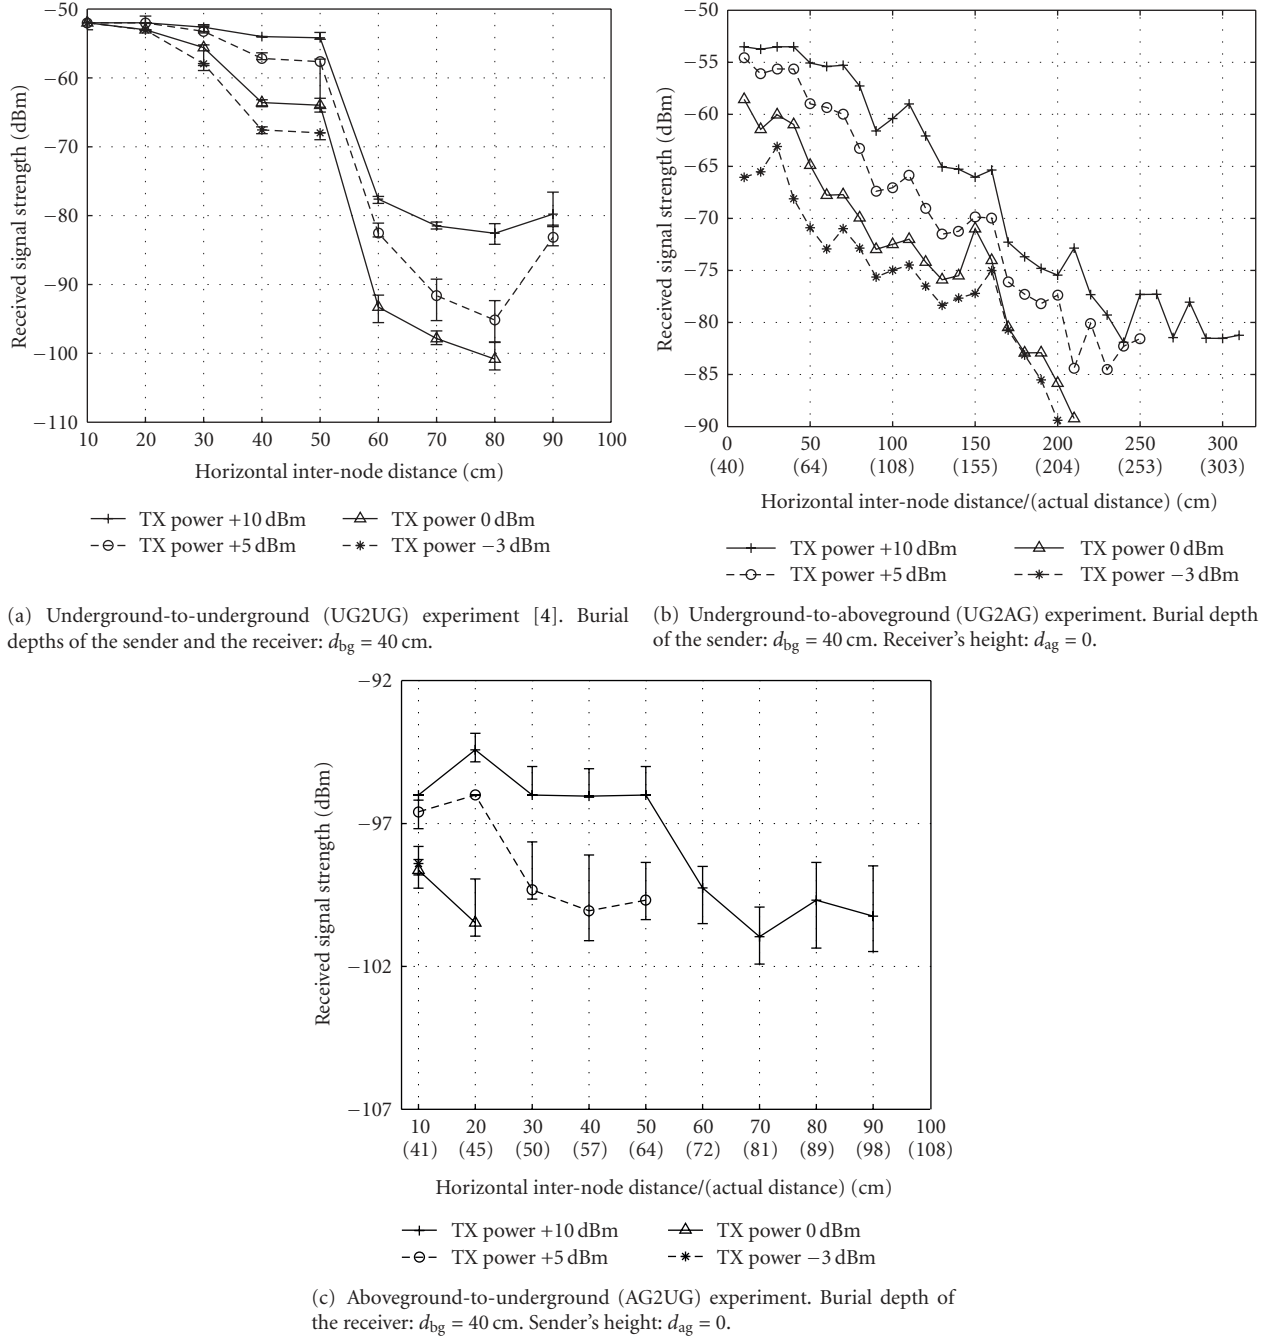 −50
−60
−70
−80
−90
−100
−110
Received signal strength (dBm)
10 20 30 40 50 60 70 80 90 100
Horizontal inter-node distance (cm)
TX power +10 dBm TX power 0 dBm
TX power +5 dBm TX power −3 dBm
(a) Underground-to-underground (UG2UG) experiment [4]. Burial
depths of the sender and the receiver: dbg = 40 cm.
−50
−55
−60
−65
−70
−75
−80
−85
−90
Received signal strength (dBm)
0 50 100 150 200 250 300
(40) (64) (108) (155) (204) (253) (303)
Horizontal inter-node distance/(actual distance) (cm)
TX power +10 dBm TX power 0 dBm
TX power +5 dBm TX power −3 dBm
(b) Underground-to-aboveground (UG2AG) experiment. Burial depth
of the sender: dbg = 40 cm. Receiver's height: dag = 0.
−92
−97
−102
−107
Received signal strength (dBm)
10 20 30 40 50 60 70 80 90 100
(41) (45) (50) (57) (64) (72) (81) (89) (98) (108)
Horizontal inter-node distance/(actual distance) (cm)
TX power +10 dBm TX power 0 dBm
TX power +5 dBm TX power −3 dBm
(c) Aboveground-to-underground (AG2UG) experiment. Burial depth of
the receiver: dbg = 40 cm. Sender's height: dag = 0.